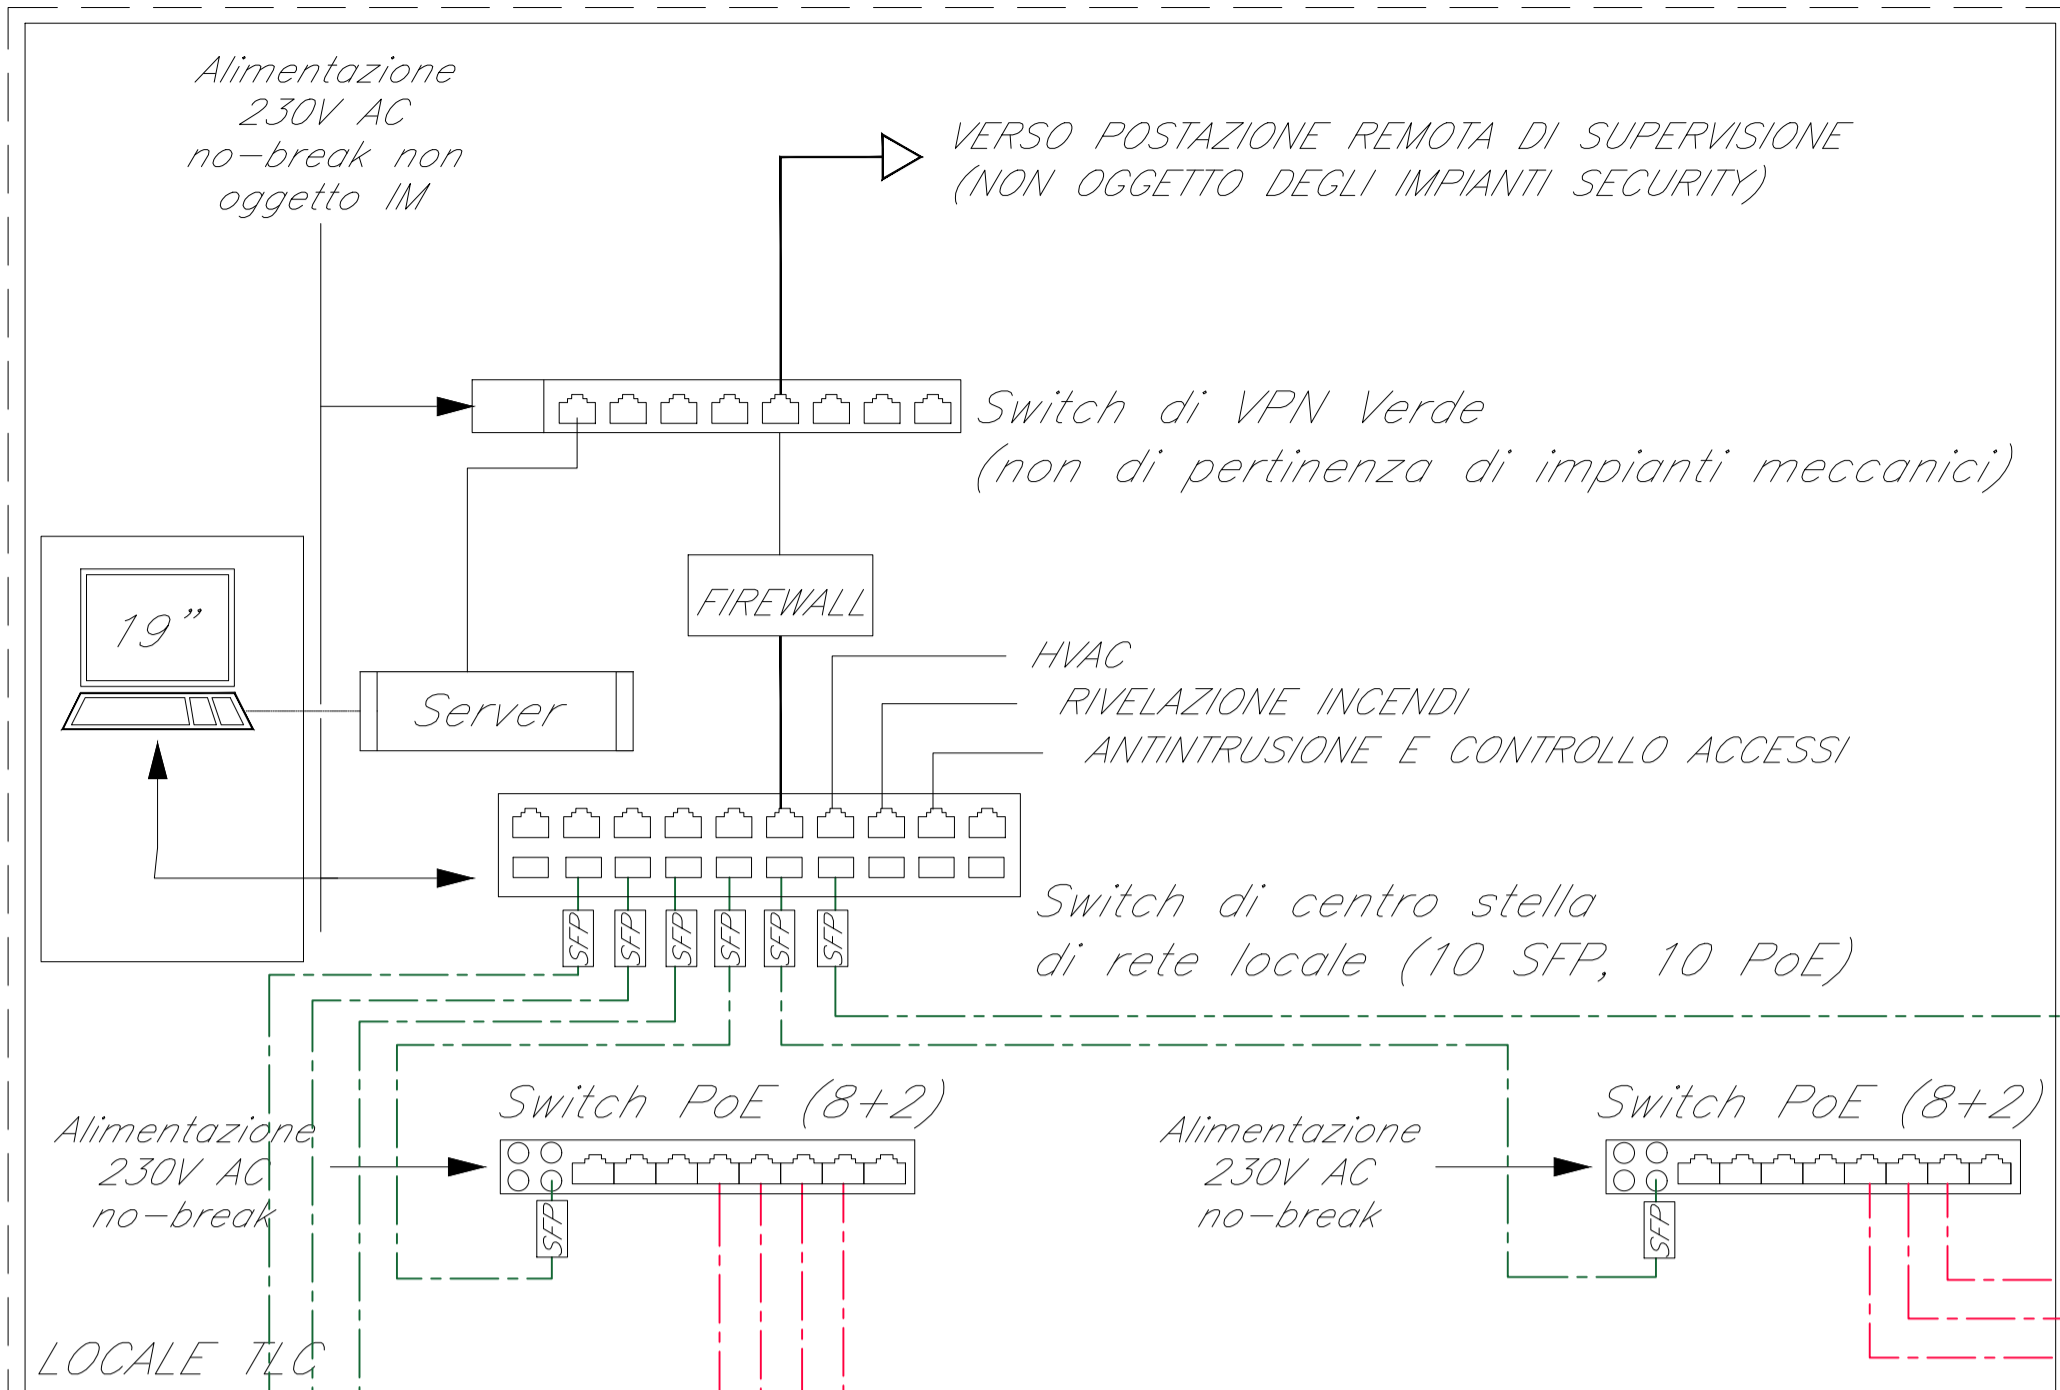 Alimentazione
230V AC
no-break non
oggetto IM
VERSO POSTAZIONE REMOTA DI SUPERVISIONE
(NON OGGETTO DEGLI IMPIANTI SECURITY)
Switch di VPN Verde
(non di pertinenza di impianti meccanici)
FIREWALL
19”
Server
HVAC
RIVELAZIONE INCENDI
ANTINTRUSIONE E CONTROLLO ACCESSI
Switch di centro stella
di rete locale (10 SFP, 10 PoE)
SFP
SFP
SFP
SFP
SFP
SFP
Alimentazione
230V AC
no-break
Switch PoE (8+2)
SFP
Alimentazione
230V AC
no-break
Switch PoE (8+2)
SFP
LOCALE TLC